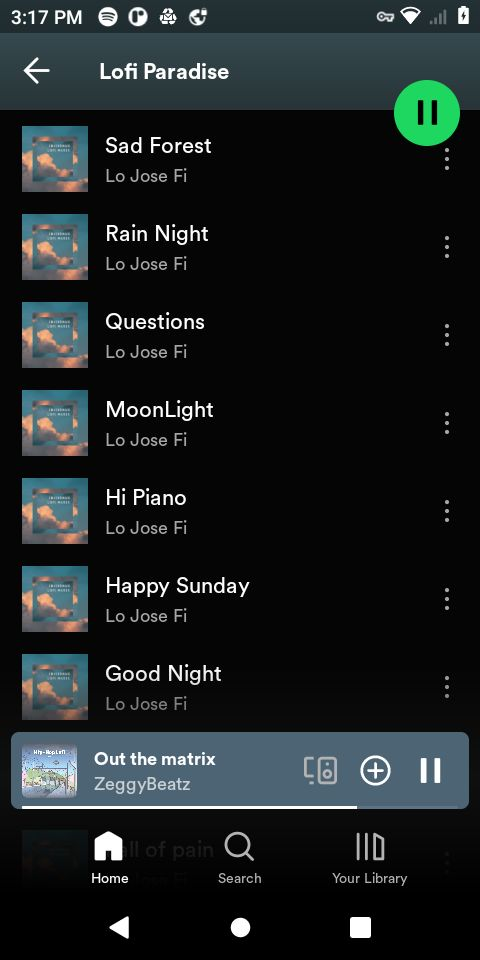 3:17 PM
Lofi Paradise
Sad Forest
Lo Jose Fi
Rain Night
Lo Jose Fi
Questions
Lo Jose Fi
MoonLight
Lo Jose Fi
Hi Piano
Lo Jose Fi
Happy Sunday
Lo Jose Fi
Good Night
Lo Jose Fi
Out the matrix
ZeggyBeatz
of pain
Home
Search
Your Library